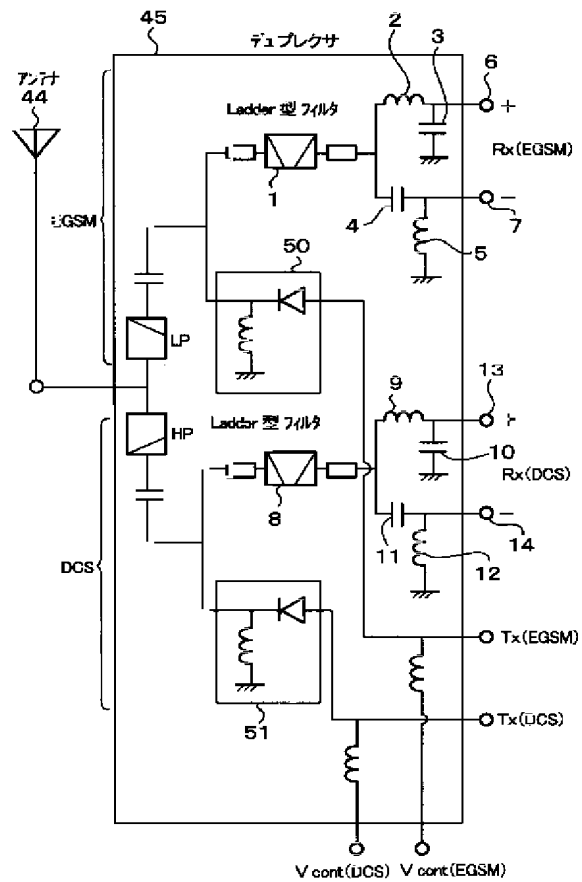 45
デュプレクサ
アンテナ
44
2
3
6
+
Ladder 型 フィルタ
Rx(EGSM)
1
−
4
7
5
EGSM
50
LP
HP
Ladder 型 フィルタ
9
13
+
10
Rx(DCS)
8
−
11
14
12
DCS
Tx(EGSM)
51
Tx(DCS)
V cont(DCS)
V cont(EGSM)